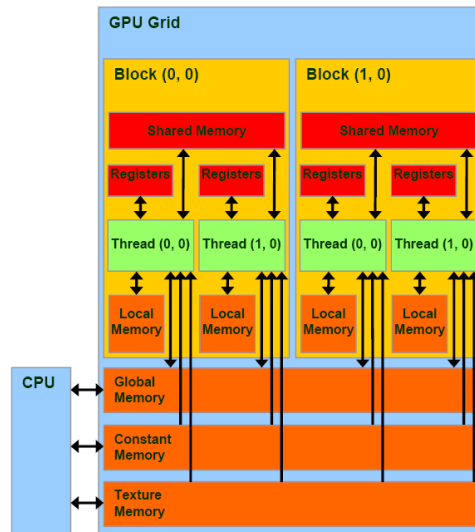 GPU Grid
Block (0, 0)
Block (1, 0)
Shared Memory
Shared Memory
Registers
Registers
Registers
Registers
Thread (0, 0)
Thread (1, 0)
Thread (0, 0)
Thread (1, 0)
Local
Memory
Local
Memory
Local
Memory
Local
Memory
CPU
Global
Memory
Constant
Memory
Texture
Memory